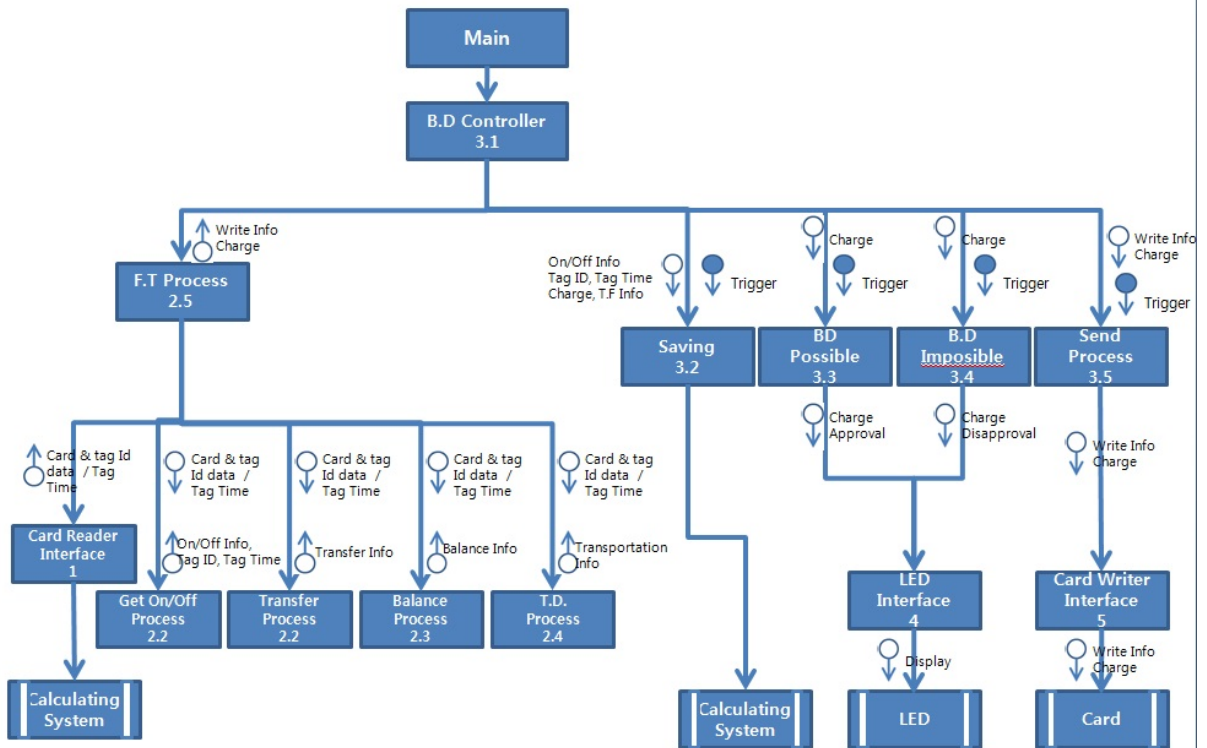 Main
B.D Controller
3.1
Write Info
Charge
F.T Process
2.5
On/Off Info
Tag ID, Tag Time
Charge, T.F Info
Trigger
Charge
Trigger
Charge
Trigger
Write Info
Charge
Trigger
Saving
3.2
BD
Possible
3.3
B.D
Imposible
3.4
Send
Process
3.5
Charge
Approval
Charge
Disapproval
Write Info
Charge
Card & tag Id
data / Tag
Time
Card & tag
Id data /
Tag Time
Card & tag
Id data /
Tag Time
Card & tag
Id data /
Tag Time
Card & tag
Id data /
Tag Time
Card Reader
Interface
1
On/Off Info,
Tag ID, Tag Time
Transfer Info
Balance Info
Transportation
Info
Get On/Off
Process
2.2
Transfer
Process
2.2
Balance
Process
2.3
T.D.
Process
2.4
LED
Interface
4
Card Writer
Interface
5
Display
Write Info
Charge
Calculating
System
Calculating
System
LED
Card